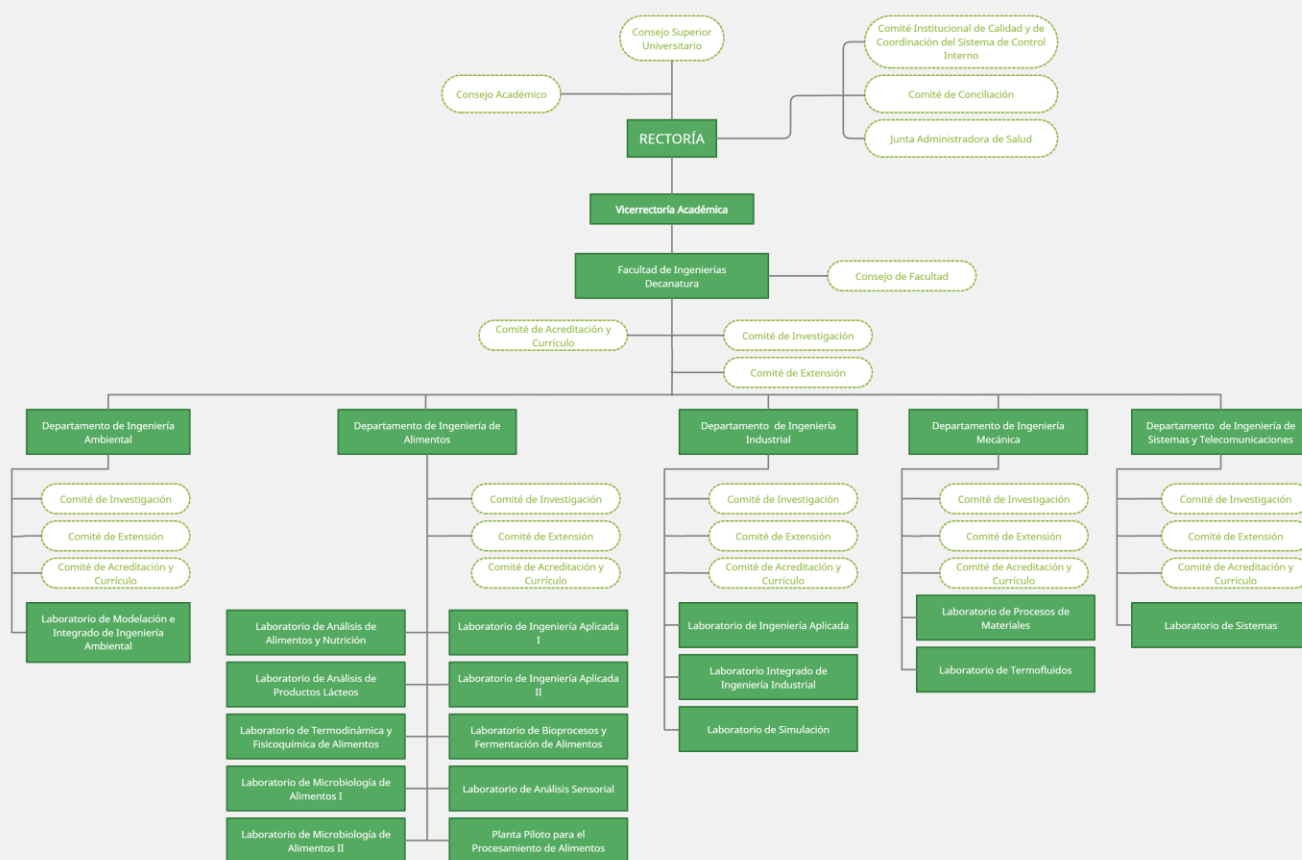 Consejo Superior
Universitario
Comité Institucional de Calidad y de
Coordinación del Sistema de Control
Interno
Consejo Académico
Comité de Conciliación
RECTORÍA
Junta Administradora de Salud
Vicerrectoría Académica
Facultad de Ingenierías
Decanatura
Consejo de Facultad
Comité de Acreditación y
Currículo
Comité de Investigación
Comité de Extensión
Departamento de Ingeniería
Ambiental
Departamento de Ingeniería de
Alimentos
Departamento de Ingeniería
Industrial
Departamento de Ingeniería
Mecánica
Departamento de Ingeniería de
Sistemas y Telecomunicaciones
Comité de Investigación
Comité de Extensión
Comité de Acreditación y
Currículo
Laboratorio de Modelación e
Integrado de Ingeniería
Ambiental
Comité de Investigación
Comité de Extensión
Comité de Acreditación y
Currículo
Laboratorio de Análisis de
Alimentos y Nutrición
Laboratorio de Ingeniería Aplicada
I
Laboratorio de Análisis de
Productos Lácteos
Laboratorio de Ingeniería Aplicada
II
Laboratorio de Termodinámica y
Fisicoquímica de Alimentos
Laboratorio de Bioprocesos y
Fermentación de Alimentos
Laboratorio de Microbiología de
Alimentos I
Laboratorio de Análisis Sensorial
Laboratorio de Microbiología de
Alimentos II
Planta Piloto para el
Procesamiento de Alimentos
Comité de Investigación
Comité de Extensión
Comité de Acreditación y
Currículo
Laboratorio de Ingeniería Aplicada
Laboratorio Integrado de
Ingeniería Industrial
Laboratorio de Simulación
Comité de Investigación
Comité de Extensión
Comité de Acreditación y
Currículo
Laboratorio de Procesos de
Materiales
Laboratorio de Termofluidos
Comité de Investigación
Comité de Extensión
Comité de Acreditación y
Currículo
Laboratorio de Sistemas